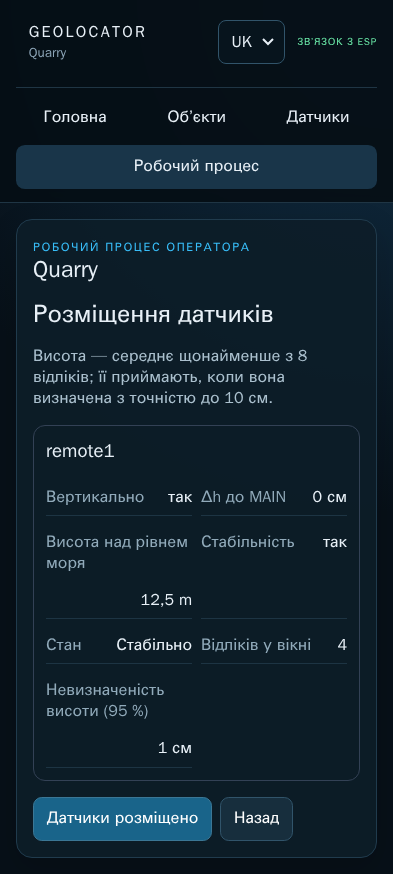 GEOLOCATOR
Quarry
UK
ЗВ'ЯЗОК З ESP
Головна
Об'єкти
Датчики
Робочий процес
РОБОЧИЙ ПРОЦЕС ОПЕРАТОРА
Quarry
Розміщення датчиків
Висота — середнє щонайменше з 8
відліків; її приймають, коли вона
визначена з точністю до 10 см.
remote1
Вертикально так
Δh до MAIN 0 см
Висота над рівнем
моря
12,5 m
Стабільність так
Стан Стабільно
Відліків у вікні 4
Невизначеність
висоти (95 %)
1 см
Датчики розміщено
Назад